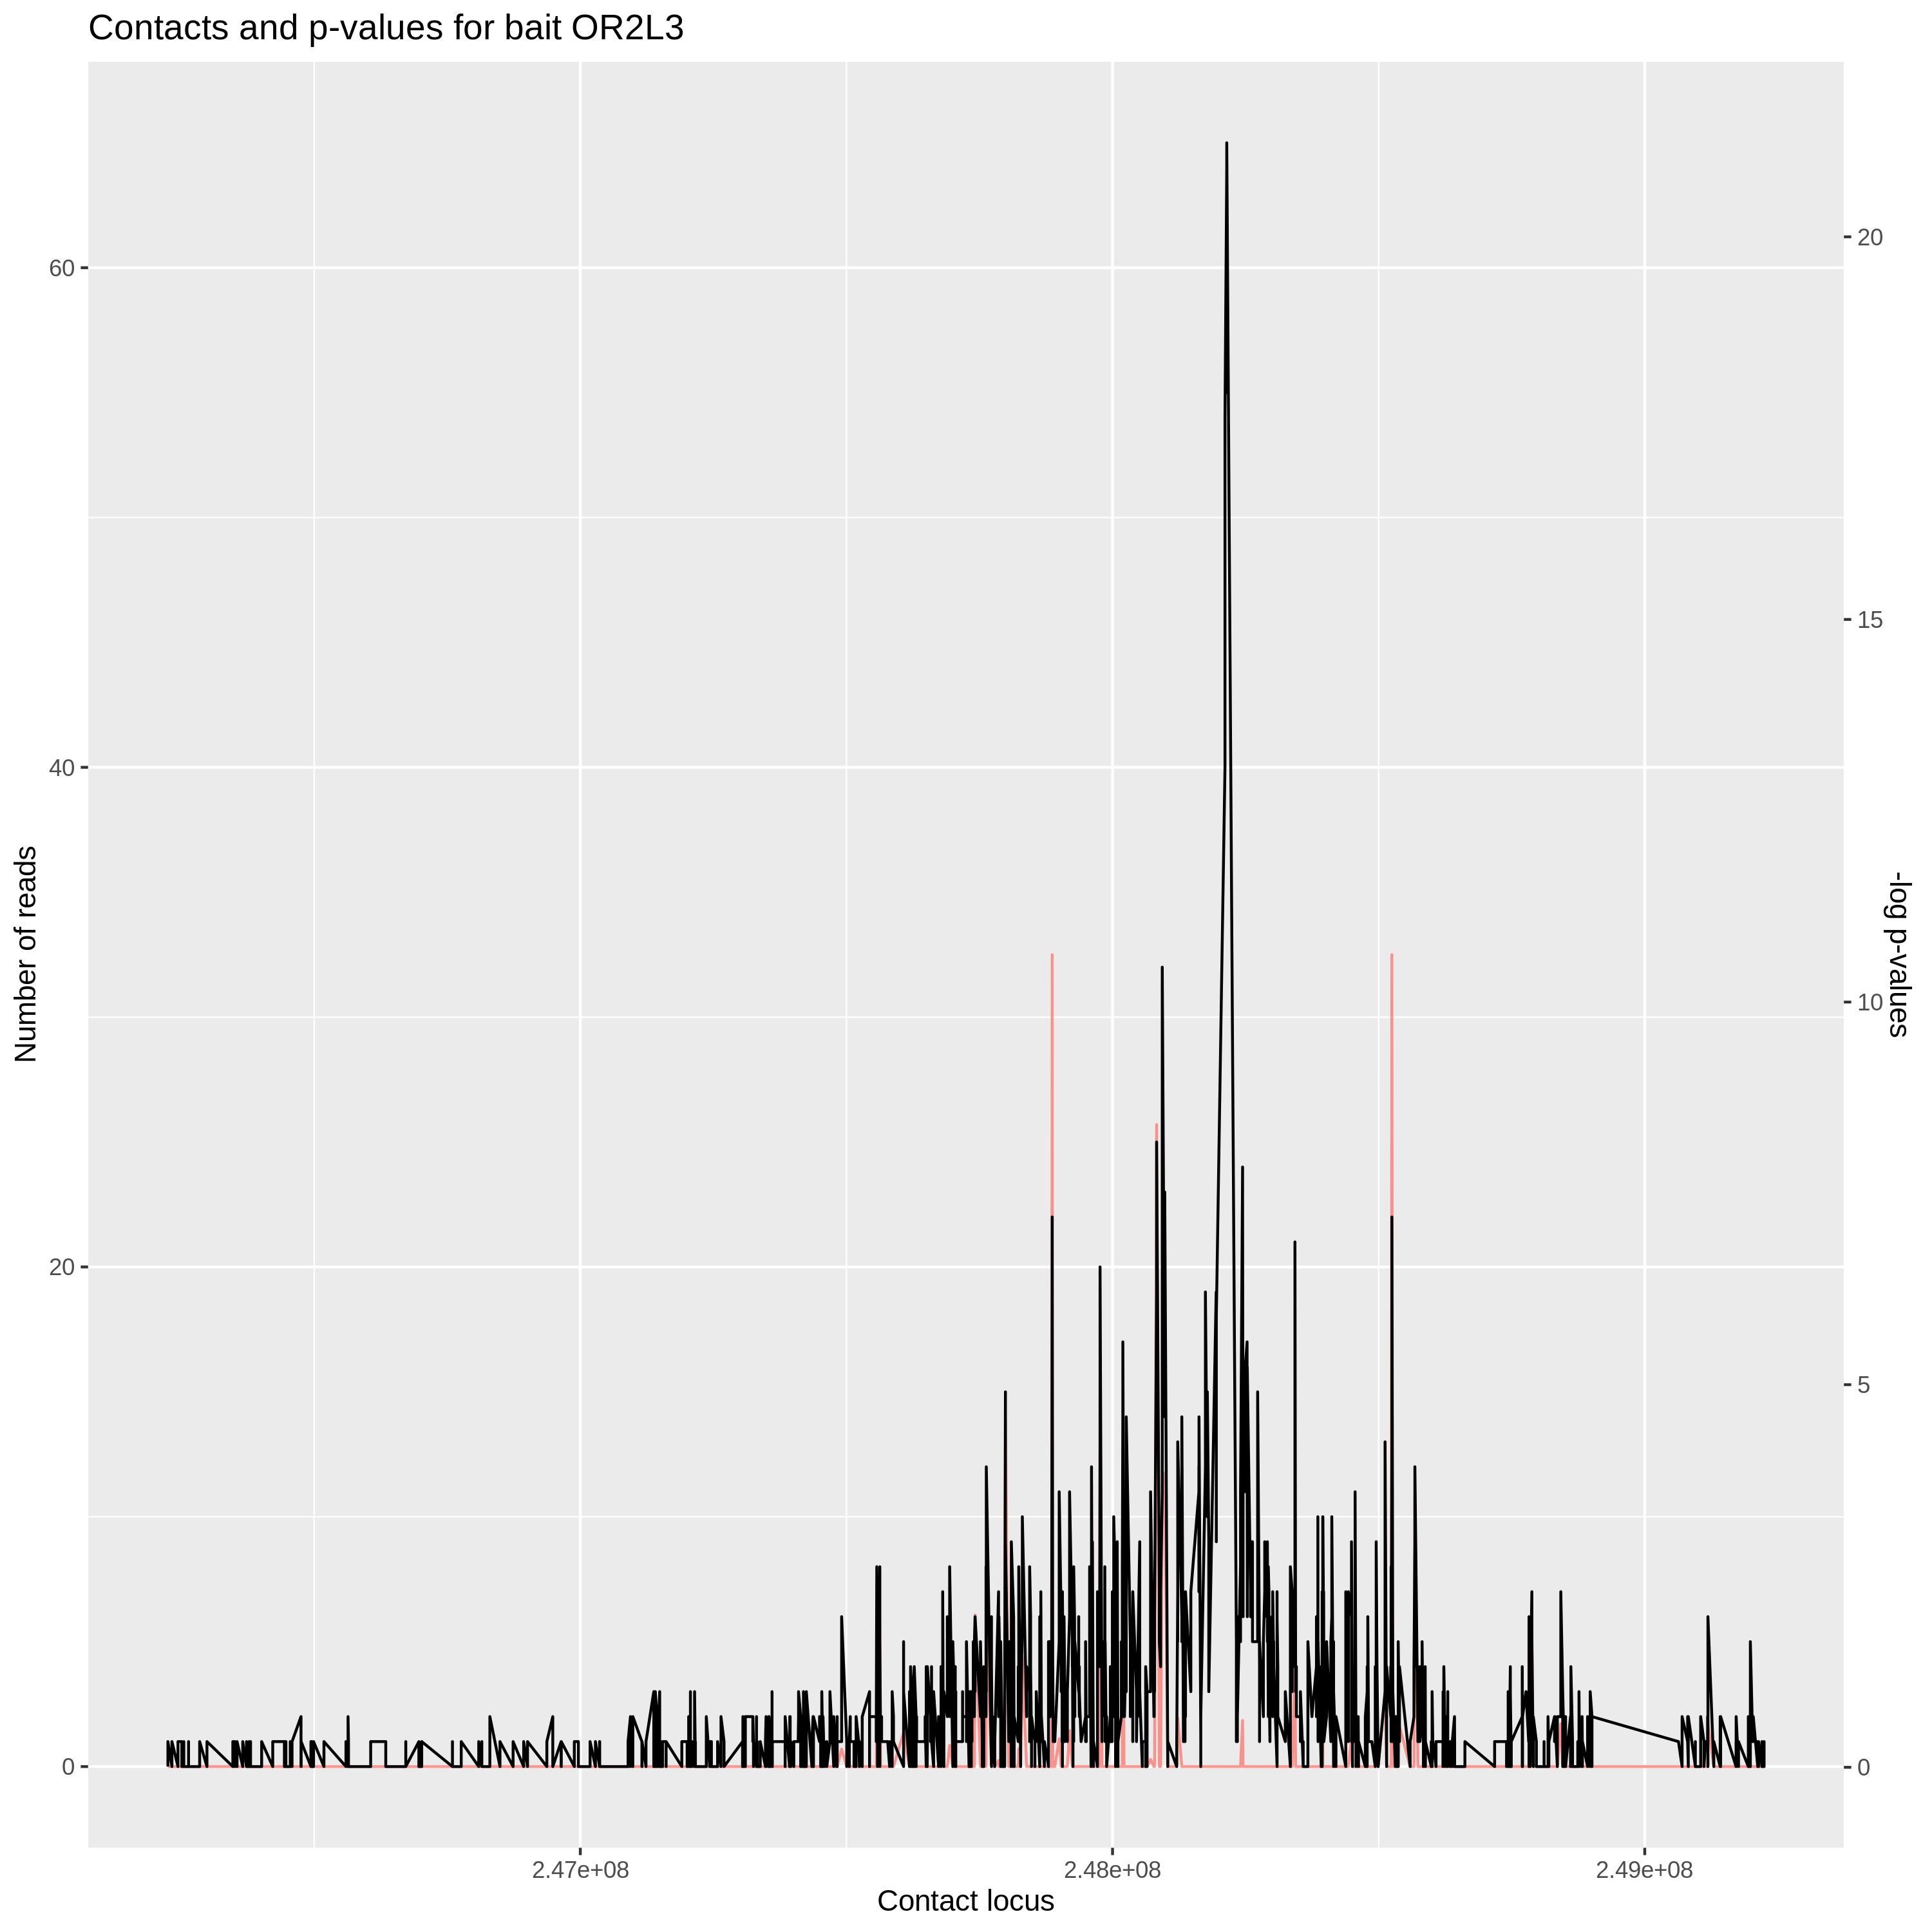 Contacts and p-values for bait OR2L3
Number of reads
60
40
20
0
20
15
10
5
0
-log p-values
2.47e+08 2.48e+08 2.49e+08
Contact locus